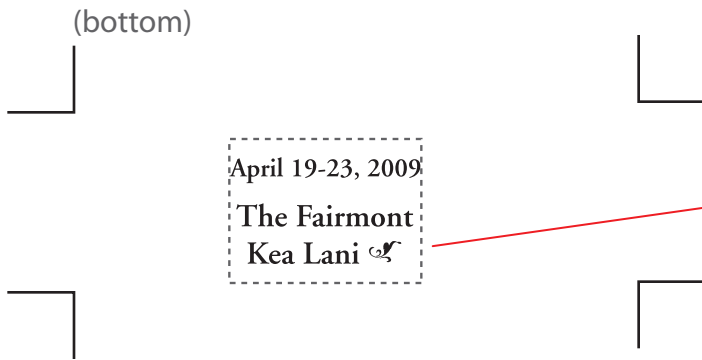 (bottom)
April 19-23, 2009
The Fairmont
Kea Lani